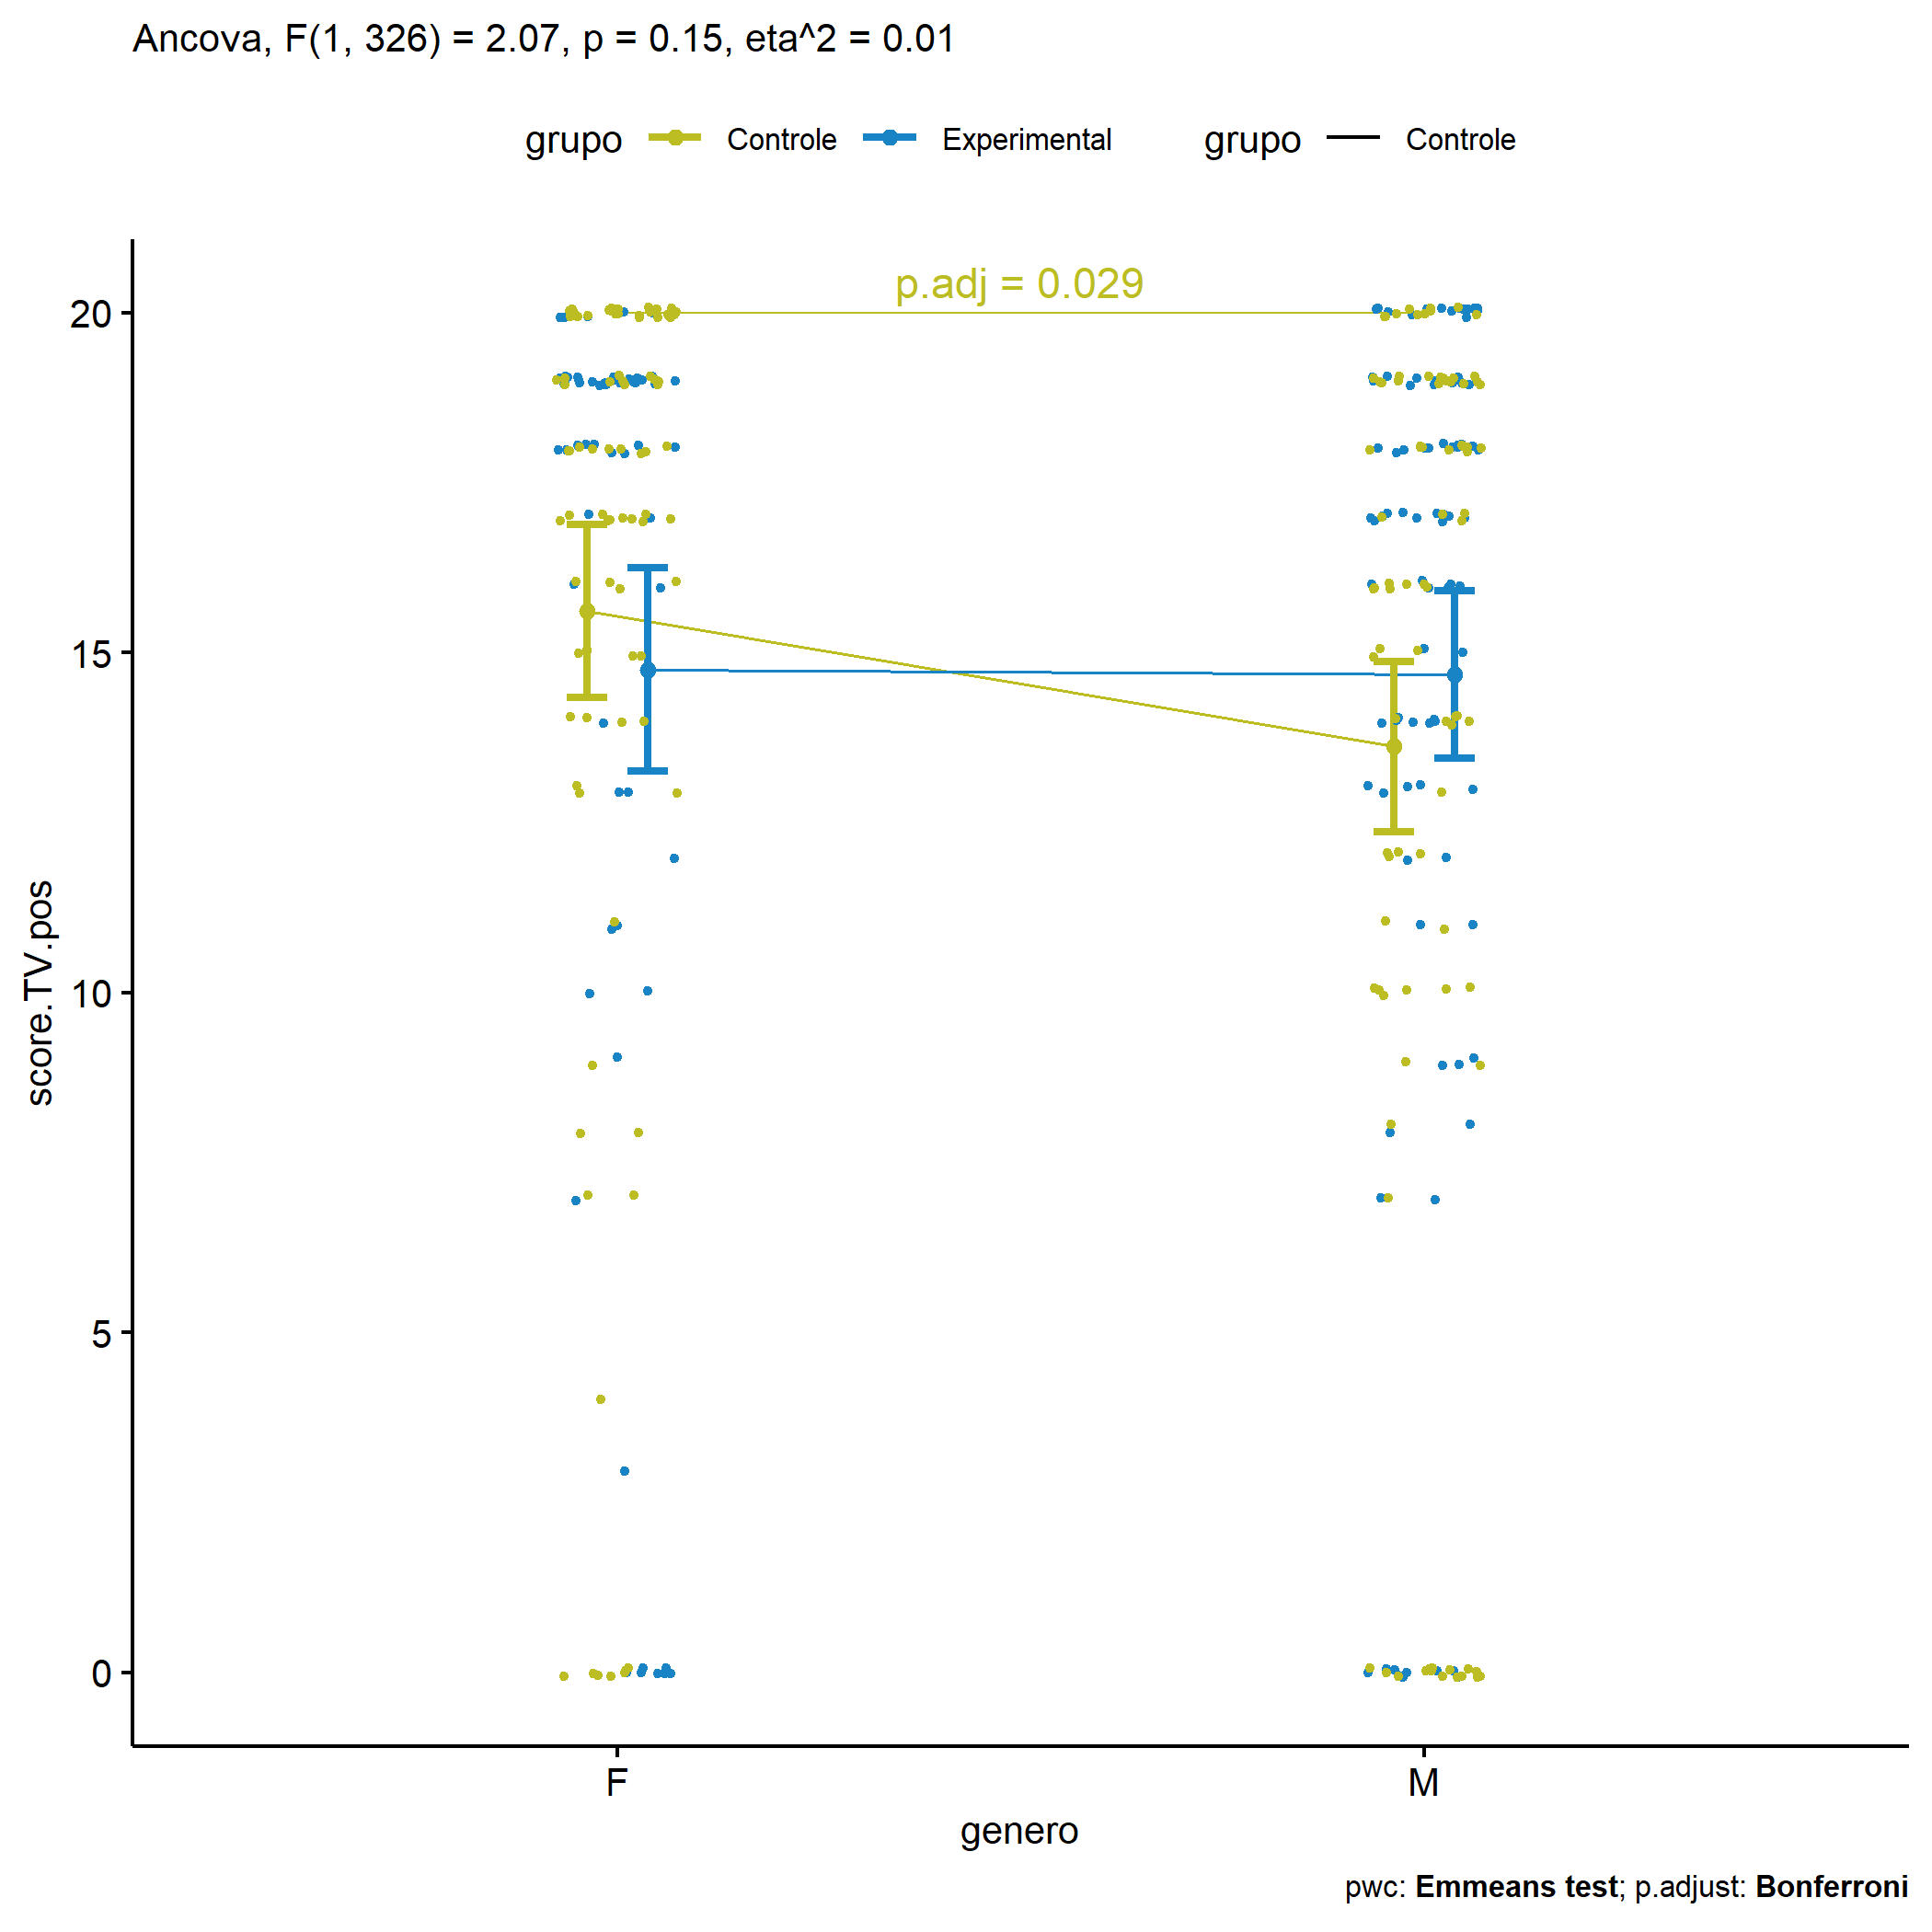 Ancova, F(1, 326) = 2.07, p = 0.15, eta^2 = 0.01
grupo Controle Experimental grupo Controle
p.adj = 0.029
20
15
10
5
0
score.TV.pos
F M
genero
pwc: Emmeans test; p.adjust: Bonferroni